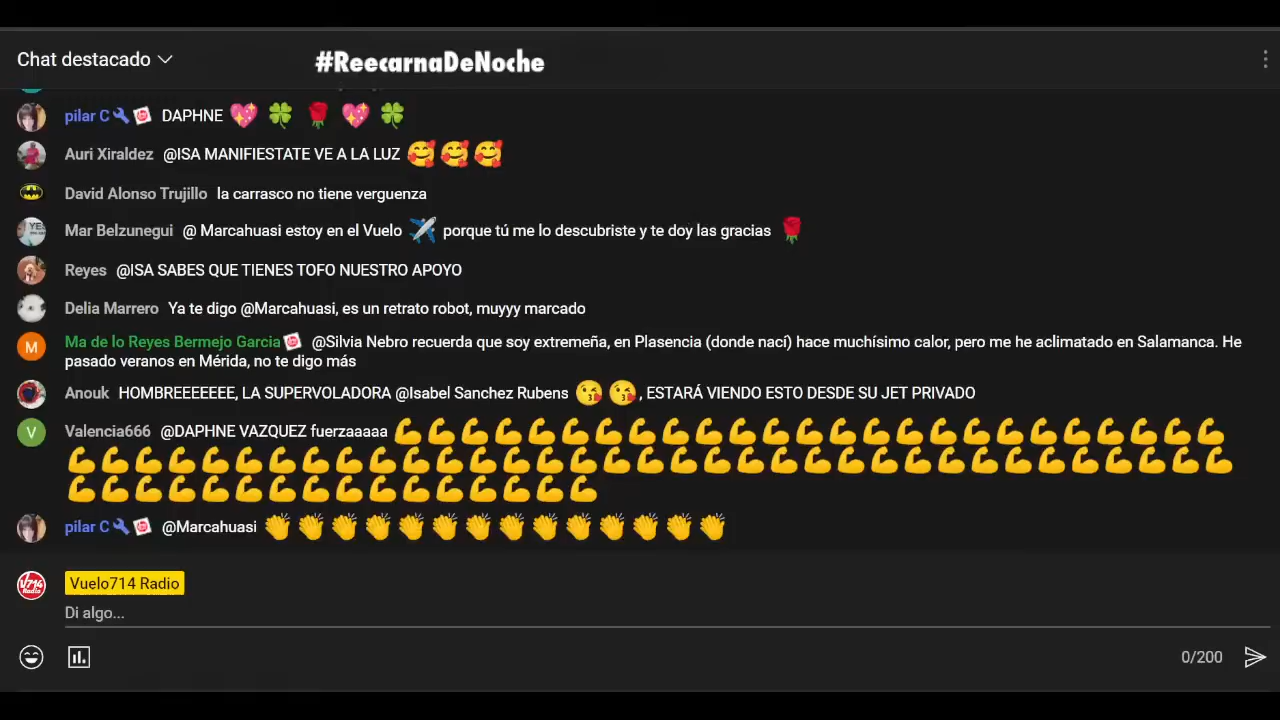 Chat destacado
#ReecarnaDeNoche
pilar C DAPHNE 💖 🍀 🌹 💖 🍀
Auri Xiraldez @ISA MANIFIESTATE VE A LA LUZ 🥰 🥰 🥰
David Alonso Trujillo la carrasco no tiene verguenza
Mar Belzunegui @ Marcahuasi estoy en el Vuelo ✈️ porque tú me lo descubriste y te doy las gracias 🌹
Reyes @ISA SABES QUE TIENES TOFO NUESTRO APOYO
Delia Marrero Ya te digo @Marcahuasi, es un retrato robot, muyyy marcado
M Ma de lo Reyes Bermejo Garcia @Silvia Nebro recuerda que soy extremeña, en Plasencia (donde nací) hace muchísimo calor, pero me he aclimatado en Salamanca. He
pasado veranos en Mérida, no te digo más
Anouk HOMBREEEEEEE, LA SUPERVOLADORA @Isabel Sanchez Rubens 😘 😘, ESTARÁ VIENDO ESTO DESDE SU JET PRIVADO
V Valencia666 @DAPHNE VAZQUEZ fuerzaaaaa
pilar C @Marcahuasi 👏👏👏👏👏👏👏👏👏👏👏👏👏👏
V714 Radio Vuelo714 Radio
Di algo...
0/200